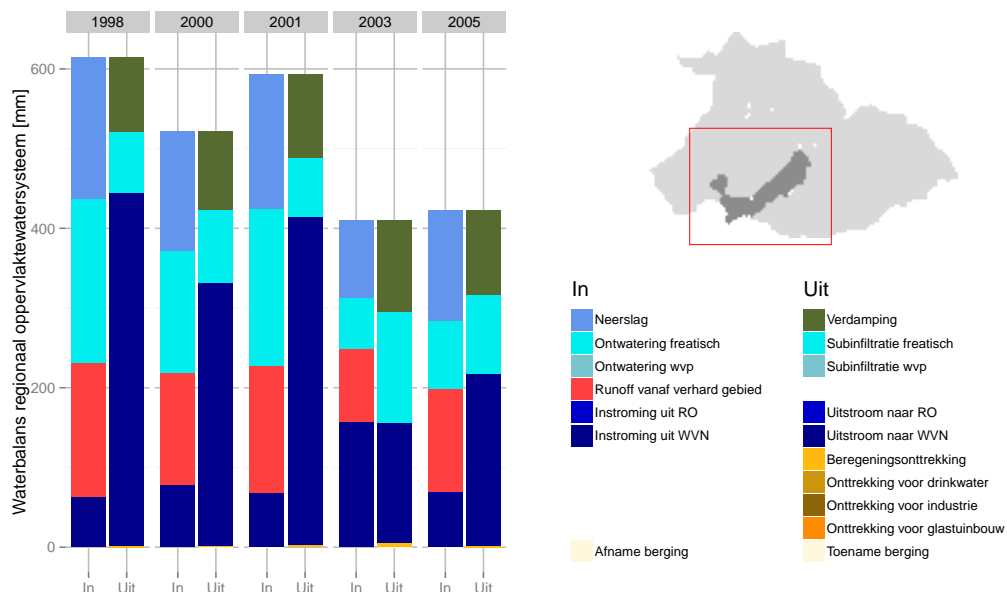 1998 2000 2001 2003 2005
Waterbalans regionaal oppervlaktewatersysteem [mm]
600
400
200
0
In Uit In Uit In Uit In Uit In Uit
In
Neerslag
Ontwatering freatisch
Ontwatering wvp
Runoff vanaf verhard gebied
Instroming uit RO
Instroming uit WVN
Afname berging
Uit
Verdamping
Subinfiltratie freatisch
Subinfiltratie wvp
Uitstroom naar RO
Uitstroom naar WVN
Beregeningsonttrekking
Onttrekking voor drinkwater
Onttrekking voor industrie
Onttrekking voor glastuinbouw
Toename berging